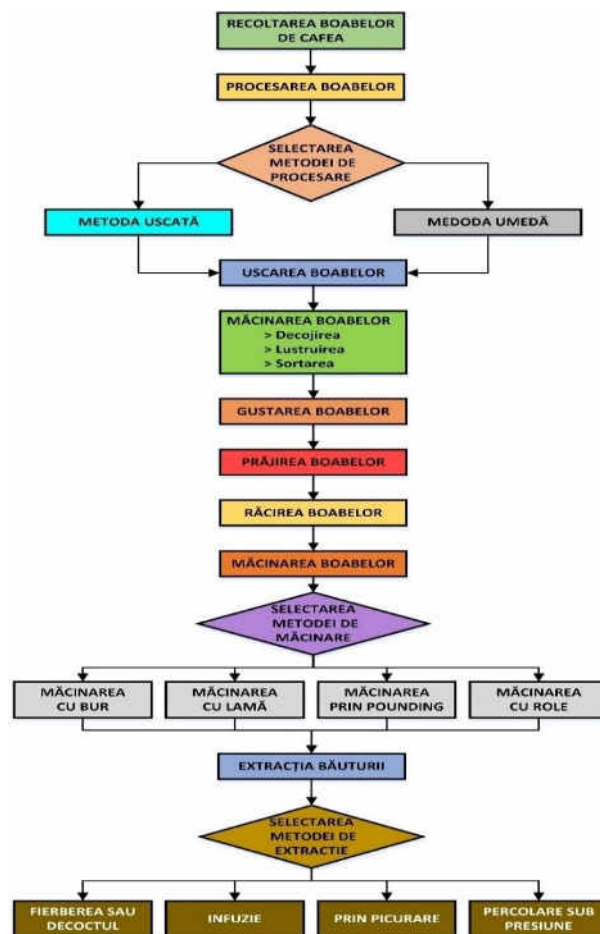 RECOLTAREA BOABELOR
DE CAFEA
PROCESAREA BOABELOR
SELECTAREA
METODEI DE
PROCESARE
METODA USCATĂ
MEDODA UMEDĂ
USCAREA BOABELOR
MĂCINAREA BOABELOR
> Decojirea
> Lustruirea
> Sortarea
GUSTAREA BOABELOR
PRĂJIREA BOABELOR
RĂCIREA BOABELOR
MĂCINAREA BOABELOR
SELECTAREA
METODEI DE
MĂCINARE
MĂCINAREA
CU BUR
MĂCINAREA
CU LAMĂ
MĂCINAREA
PRIN POUNDING
MĂCINAREA
CU ROLE
EXTRACȚIA BĂUTURII
SELECTAREA
METODEI DE
EXTRACTIE
FIERBEREA SAU
DECOCTUL
INFUZIE
PRIN PICURARE
PERCOLARE SUB
PRESIUNE